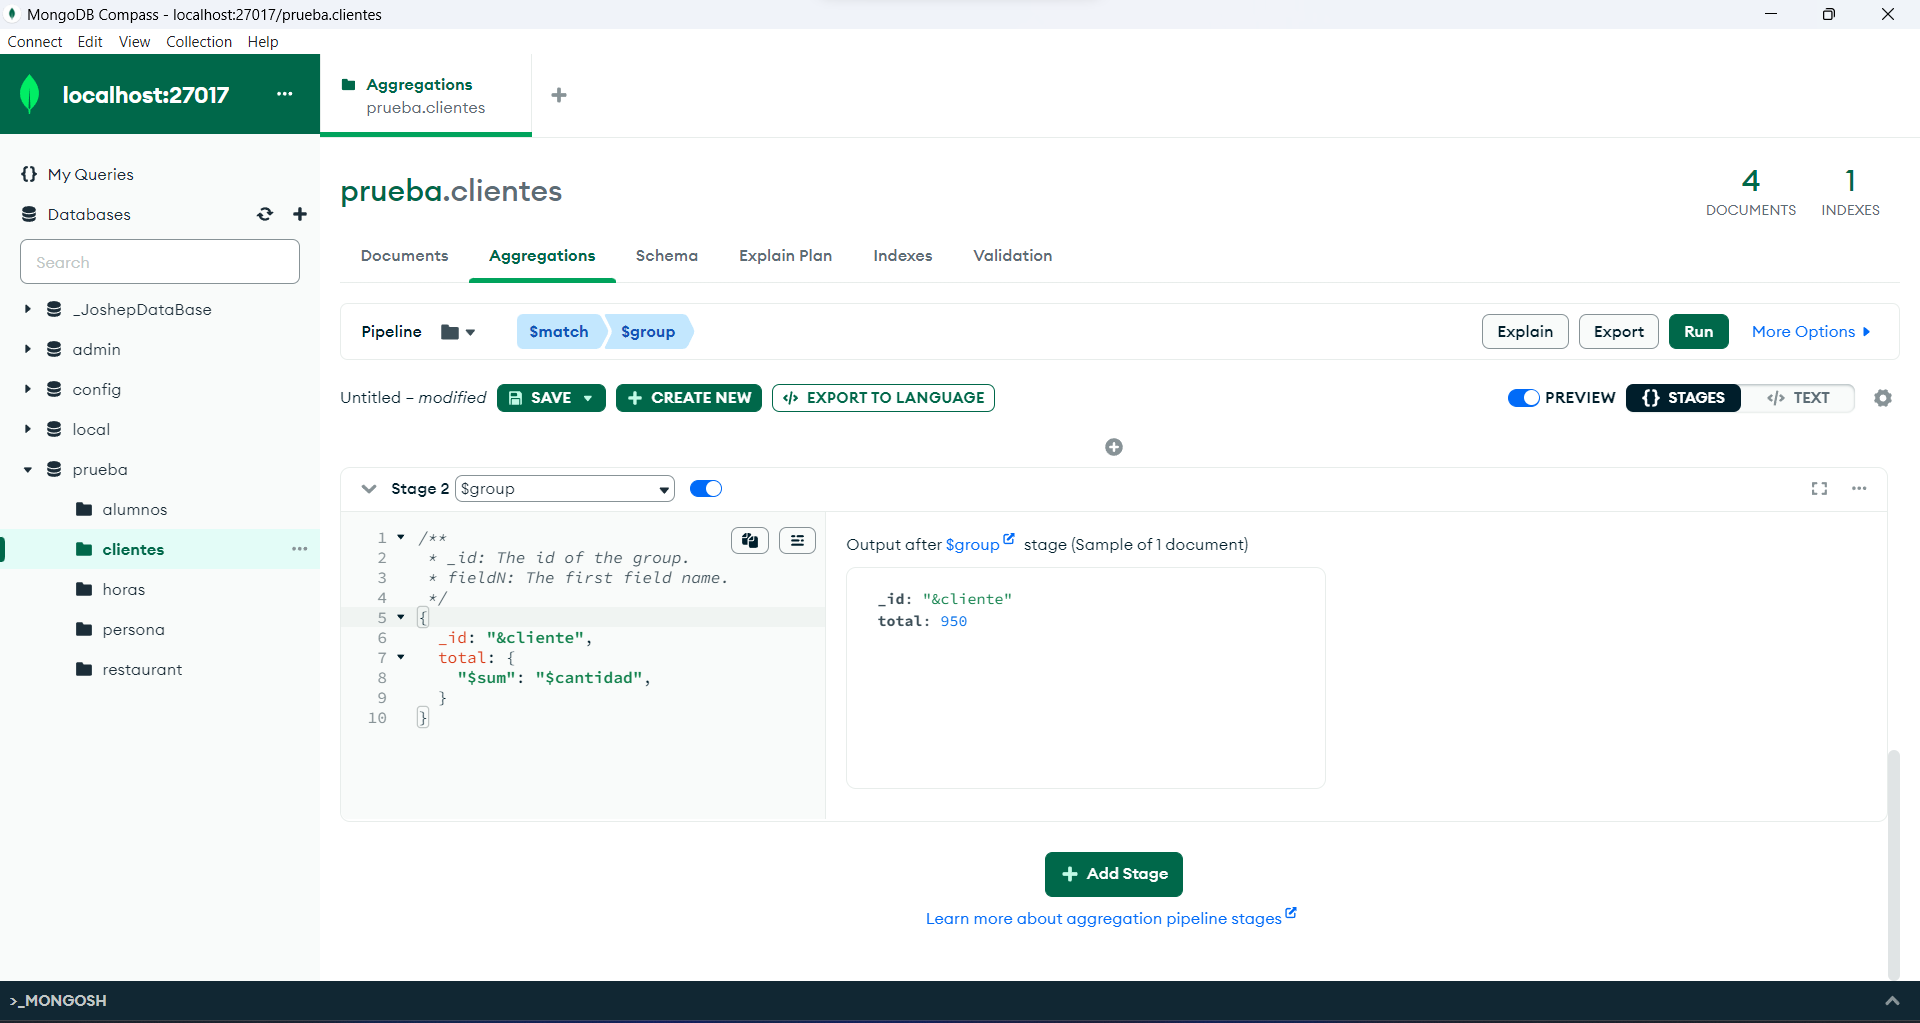 MongoDB Compass - localhost:27017/prueba.clientes
Connect Edit View Collection Help
localhost:27017 ...
Aggregations
prueba.clientes
My Queries
Databases
Search
_JoshepDataBase
admin
config
local
prueba
alumnos
clientes ...
horas
persona
restaurant
prueba.clientes
4
DOCUMENTS
1
INDEXES
Documents Aggregations Schema Explain Plan Indexes Validation
Pipeline $match $group Explain Export Run More Options
Untitled – modified SAVE + CREATE NEW </> EXPORT TO LANGUAGE PREVIEW {} STAGES </> TEXT
Stage 2 $group ...
1 /**
2 * _id: The id of the group.
3 * fieldN: The first field name.
4 */
5 {
6 _id: "&cliente",
7 total: {
8 "$sum": "$cantidad",
9 }
10 }
Output after $group stage (Sample of 1 document)
_id: "&cliente"
total: 950
+ Add Stage
Learn more about aggregation pipeline stages
>_MONGOSH